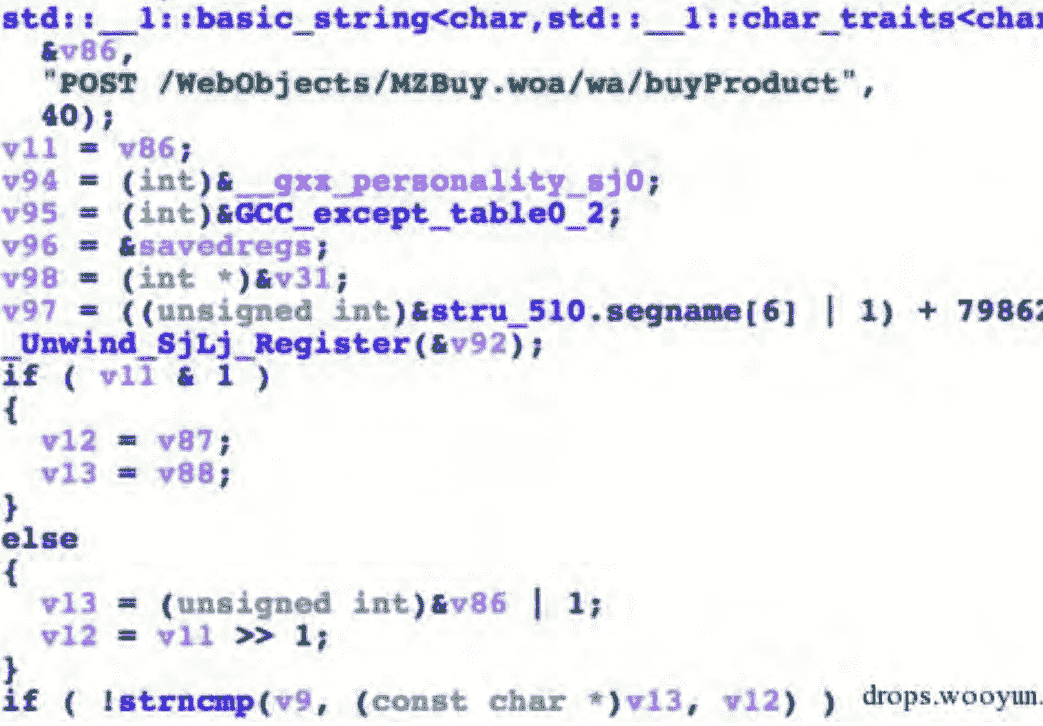 std::__1::basic_string<char,std::__1::char_traits<char
&v86,
"POST /WebObjects/MZBuy.woa/wa/buyProduct",
40);
v11 = v86;
v94 = (int)&__gxx_personality_sj0;
v95 = (int)&GCC_except_table0_2;
v96 = &savedregs;
v98 = (int *)&v31;
v97 = ((unsigned int)&stru_510.segname[6] | 1) + 79862
_Unwind_SjLj_Register(&v92);
if ( v11 & 1 )
{
v12 = v87;
v13 = v88;
}
else
{
v13 = (unsigned int)&v86 | 1;
v12 = v11 >> 1;
}
if ( !strncmp(v9, (const char *)v13, v12) ) drops.wooyun.